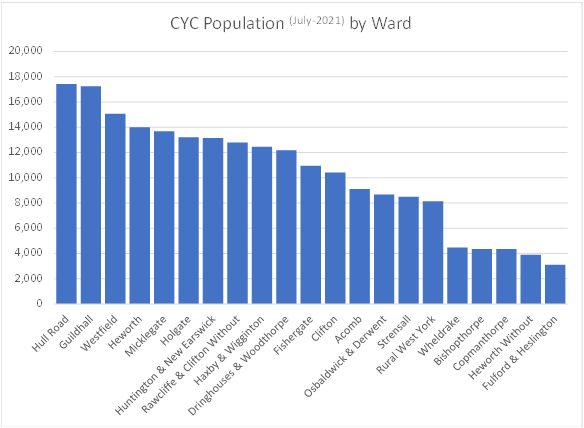 CYC Population (July-2021) by Ward
20,000
18,000
16,000
14,000
12,000
10,000
8,000
6,000
4,000
2,000
0
Hull Road
Guildhall
Westfield
Heworth
Micklegate
Holgate
Huntington & New Earswick
Rawcliffe & Clifton Without
Haxby & Wigginton
Dringhouses & Woodthorpe
Fishergate
Clifton
Acomb
Osbaldwick & Derwent
Strensall
Rural West York
Wheldrake
Bishopthorpe
Copmanthorpe
Heworth Without
Fulford & Heslington